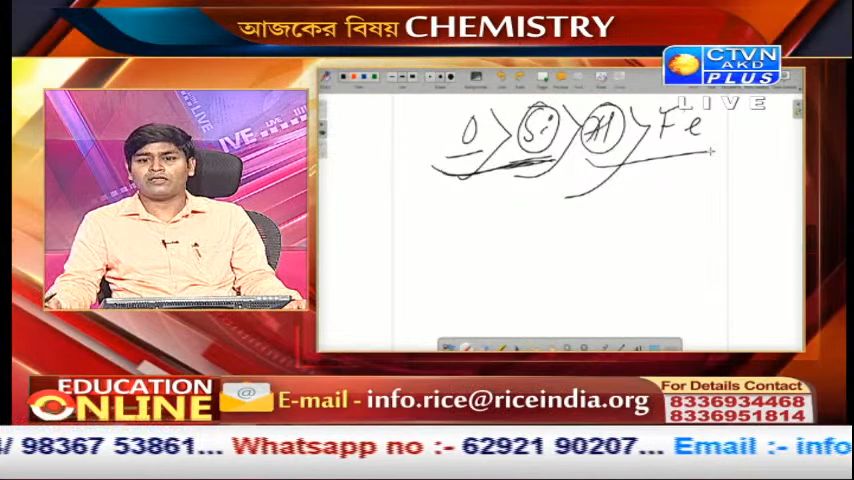 আজকের বিষয় CHEMISTRY
CTVN
AKD
PLUS
LIVE
O > Si > Al > Fe
EDUCATION
ONLINE
E-mail - info.rice@riceindia.org
For Details Contact
8336934468
8336951814
4/ 98367 53861... Whatsapp no :- 62921 90207... Email :- info